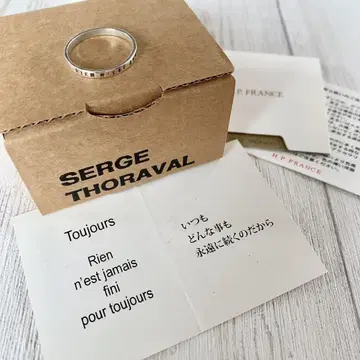 SERGE
THORAVAL
H.P. FRANCE
H.P. FRANCE
Toujours
Rien
n'est jamais
fini
pour toujours
いつも
どんな事も
永遠に続くのだから